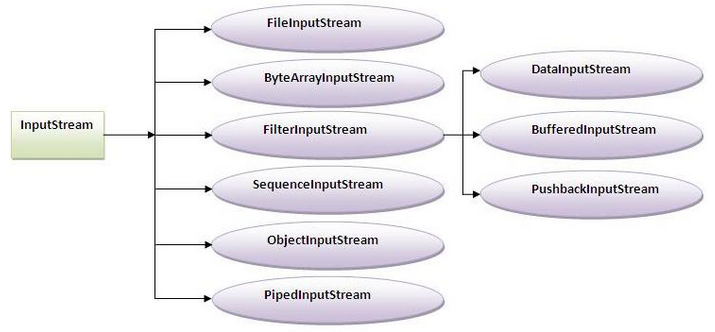 InputStream
FileInputStream
ByteArrayInputStream
FilterInputStream
SequenceInputStream
ObjectInputStream
PipedInputStream
DataInputStream
BufferedInputStream
PushbackInputStream